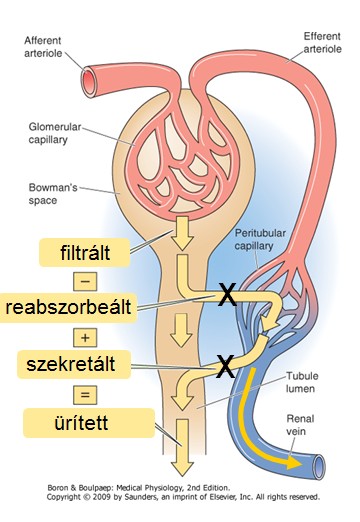 Afferent
arteriole
Efferent
arteriole
Glomerular
capillary
Bowman's
space
filtrált
Peritubular
capillary
–
reabszorbeált
X
+
szekretált
X
Tubule
lumen
=
ürített
Renal
vein
Boron & Boulpaep: Medical Physiology, 2nd Edition.
Copyright © 2009 by Saunders, an imprint of Elsevier, Inc. All rights reserved.